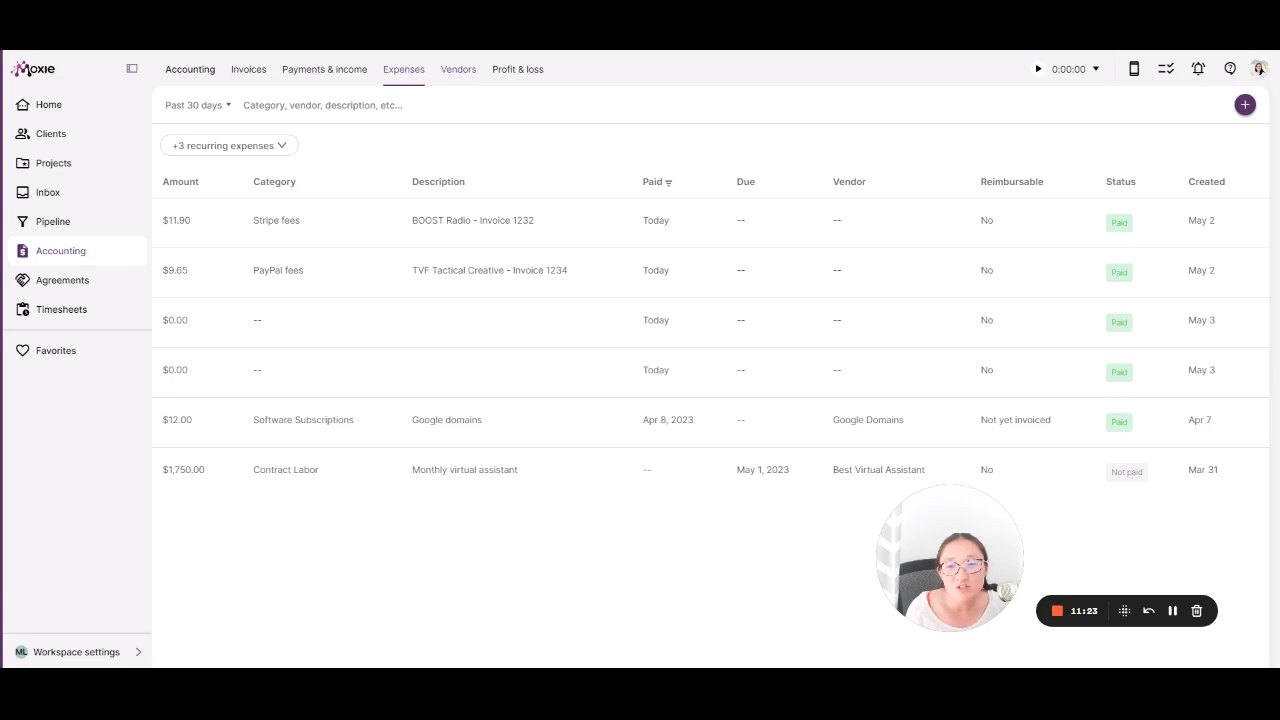 Moxie
Accounting Invoices Payments & income Expenses Vendors Profit & loss 0:00:00
Home
Clients
Projects
Inbox
Pipeline
Accounting
Agreements
Timesheets
Favorites
ML Workspace settings
Past 30 days Category, vendor, description, etc...
+3 recurring expenses
Amount Category Description Paid Due Vendor Reimbursable Status Created
$11.90 Stripe fees BOOST Radio - Invoice 1232 Today -- -- No Paid May 2
$9.65 PayPal fees TVF Tactical Creative - Invoice 1234 Today -- -- No Paid May 2
$0.00 -- Today -- -- No Paid May 3
$0.00 -- Today -- -- No Paid May 3
$12.00 Software Subscriptions Google domains Apr 8, 2023 -- Google Domains Not yet invoiced Paid Apr 7
$1,750.00 Contract Labor Monthly virtual assistant -- May 1, 2023 Best Virtual Assistant No Not paid Mar 31
11:23